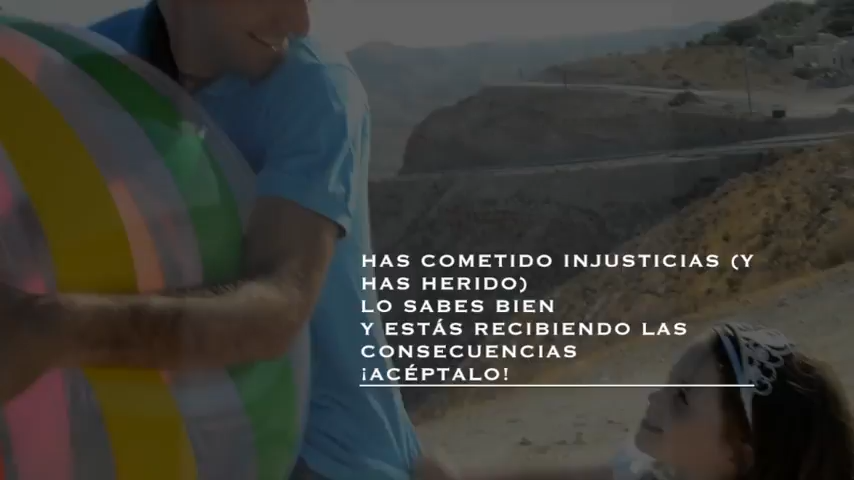 HAS COMETIDO INJUSTICIAS (Y
HAS HERIDO)
LO SABES BIEN
Y ESTÁS RECIBIENDO LAS
CONSECUENCIAS
¡ACÉPTALO!